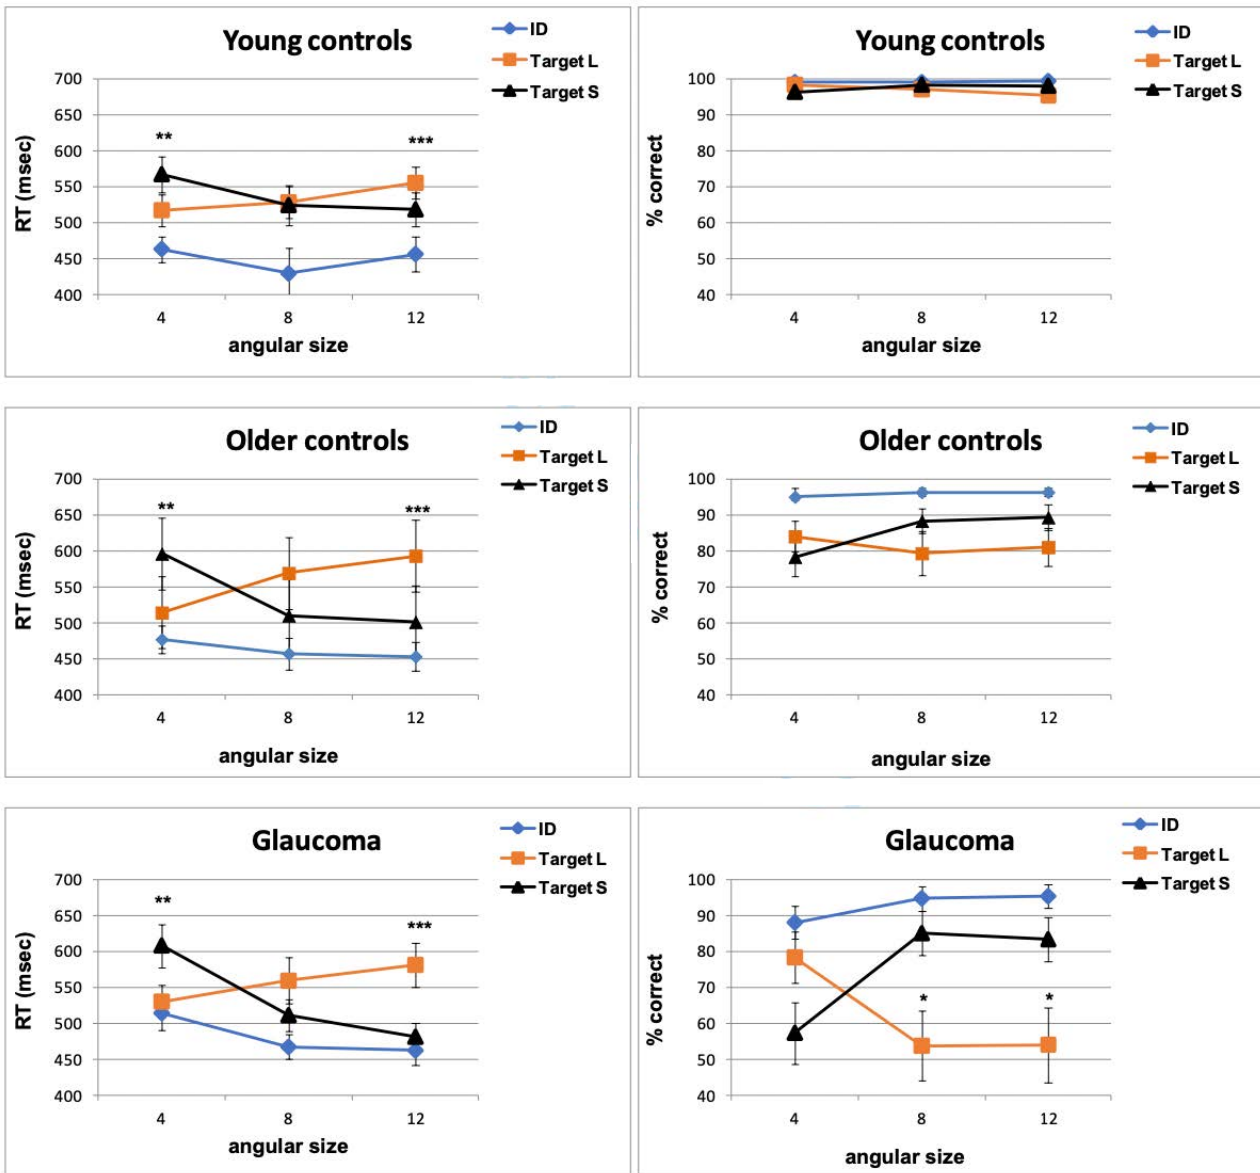 Young controls
ID
Target L
Target S
RT (msec)
700
650
600
550
500
450
400
**
***
4 8 12
angular size
Young controls
ID
Target L
Target S
% correct
100
90
80
70
60
50
40
4 8 12
angular size
Older controls
ID
Target L
Target S
RT (msec)
700
650
600
550
500
450
400
**
***
4 8 12
angular size
Older controls
ID
Target L
Target S
% correct
100
90
80
70
60
50
40
4 8 12
angular size
Glaucoma
ID
Target L
Target S
RT (msec)
700
650
600
550
500
450
400
**
***
4 8 12
angular size
Glaucoma
ID
Target L
Target S
% correct
100
90
80
70
60
50
40
*
*
4 8 12
angular size